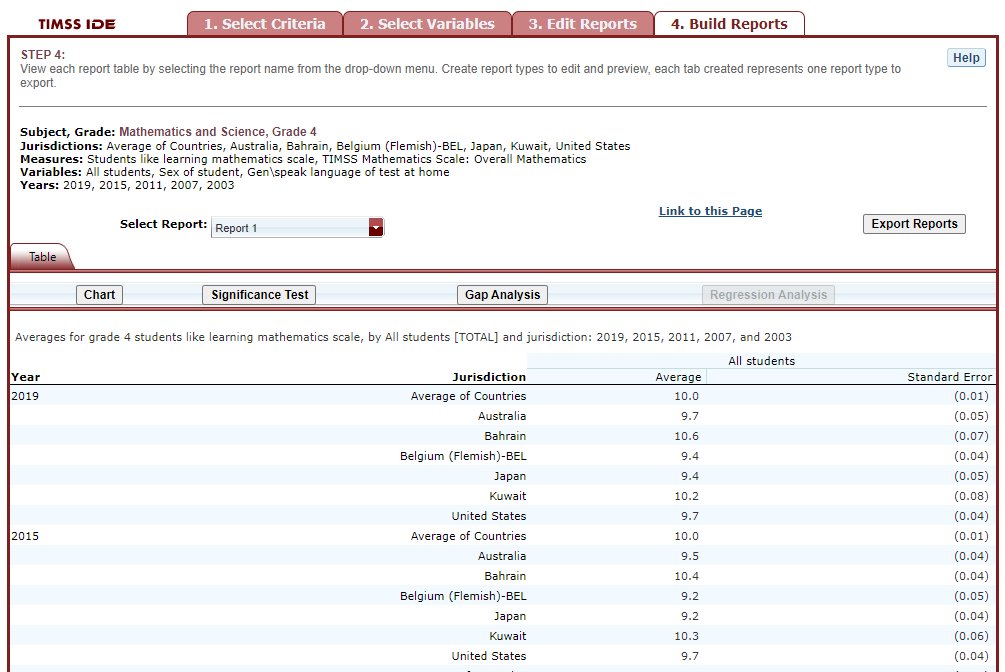 TIMSS IDE 1. Select Criteria 2. Select Variables 3. Edit Reports 4. Build Reports
STEP 4:
View each report table by selecting the report name from the drop-down menu. Create report types to edit and preview, each tab created represents one report type to
export.
Help
Subject, Grade: Mathematics and Science, Grade 4
Jurisdictions: Average of Countries, Australia, Bahrain, Belgium (Flemish)-BEL, Japan, Kuwait, United States
Measures: Students like learning mathematics scale, TIMSS Mathematics Scale: Overall Mathematics
Variables: All students, Sex of student, Gen\speak language of test at home
Years: 2019, 2015, 2011, 2007, 2003
Link to this Page
Select Report: Report 1 Export Reports
Table
Chart Significance Test Gap Analysis Regression Analysis
Averages for grade 4 students like learning mathematics scale, by All students [TOTAL] and jurisdiction: 2019, 2015, 2011, 2007, and 2003
All students
Year Jurisdiction Average Standard Error
2019 Average of Countries 10.0 (0.01)
Australia 9.7 (0.05)
Bahrain 10.6 (0.07)
Belgium (Flemish)-BEL 9.4 (0.04)
Japan 9.4 (0.05)
Kuwait 10.2 (0.08)
United States 9.7 (0.04)
2015 Average of Countries 10.0 (0.01)
Australia 9.5 (0.04)
Bahrain 10.4 (0.04)
Belgium (Flemish)-BEL 9.2 (0.05)
Japan 9.2 (0.04)
Kuwait 10.3 (0.06)
United States 9.7 (0.04)